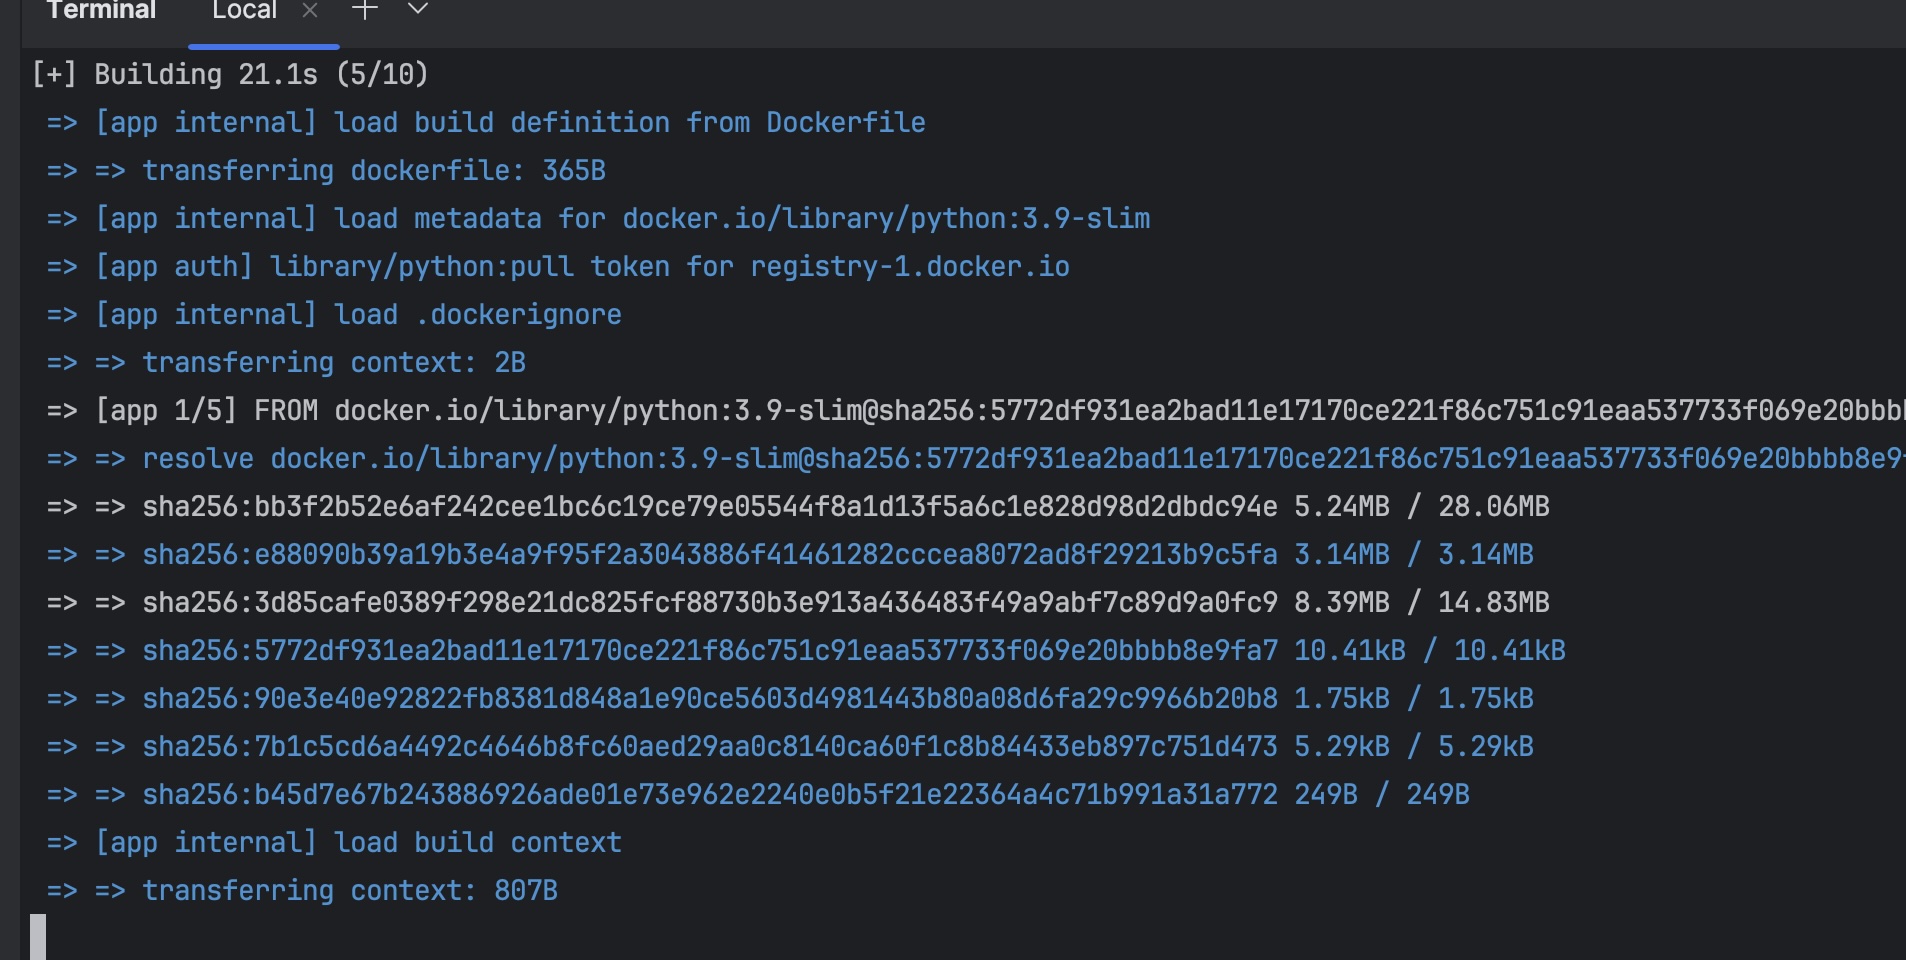 Terminal Local
[+] Building 21.1s (5/10)
=> [app internal] load build definition from Dockerfile
=> => transferring dockerfile: 365B
=> [app internal] load metadata for docker.io/library/python:3.9-slim
=> [app auth] library/python:pull token for registry-1.docker.io
=> [app internal] load .dockerignore
=> => transferring context: 2B
=> [app 1/5] FROM docker.io/library/python:3.9-slim@sha256:5772df931ea2bad11e17170ce221f86c751c91eaa537733f069e20bbb
=> => resolve docker.io/library/python:3.9-slim@sha256:5772df931ea2bad11e17170ce221f86c751c91eaa537733f069e20bbbb8e9
=> => sha256:bb3f2b52e6af242cee1bc6c19ce79e05544f8a1d13f5a6c1e828d98d2dbdc94e 5.24MB / 28.06MB
=> => sha256:e88090b39a19b3e4a9f95f2a3043886f41461282cccea8072ad8f29213b9c5fa 3.14MB / 3.14MB
=> => sha256:3d85cafe0389f298e21dc825fcf88730b3e913a436483f49a9abf7c89d9a0fc9 8.39MB / 14.83MB
=> => sha256:5772df931ea2bad11e17170ce221f86c751c91eaa537733f069e20bbbb8e9fa7 10.41kB / 10.41kB
=> => sha256:90e3e40e92822fb8381d848a1e90ce5603d4981443b80a08d6fa29c9966b20b8 1.75kB / 1.75kB
=> => sha256:7b1c5cd6a4492c4646b8fc60aed29aa0c8140ca60f1c8b84433eb897c751d473 5.29kB / 5.29kB
=> => sha256:b45d7e67b243886926ade01e73e962e2240e0b5f21e22364a4c71b991a31a772 249B / 249B
=> [app internal] load build context
=> => transferring context: 807B